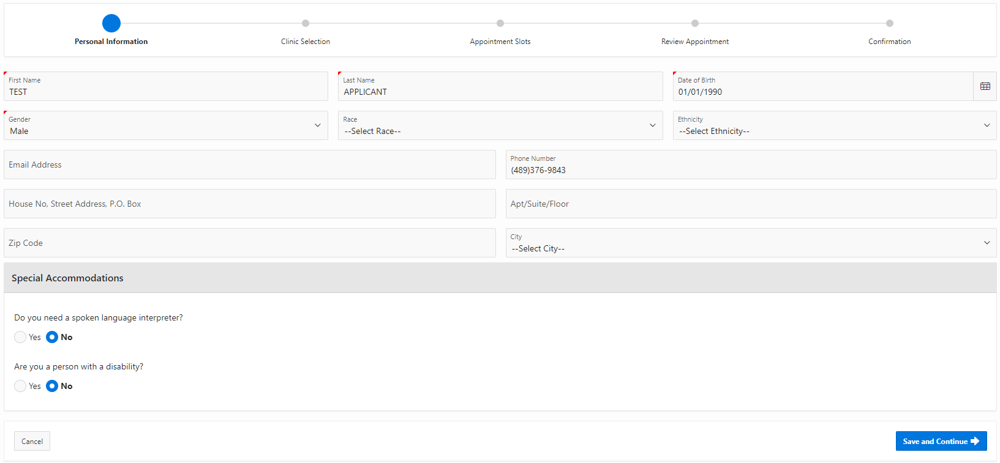 Personal Information
Clinic Selection
Appointment Slots
Review Appointment
Confirmation
First Name
TEST
Last Name
APPLICANT
Date of Birth
01/01/1990
Gender
Male
Race
--Select Race--
Ethnicity
--Select Ethnicity--
Email Address
Phone Number
(489)376-9843
House No, Street Address, P.O. Box
Apt/Suite/Floor
Zip Code
City
--Select City--
Special Accommodations
Do you need a spoken language interpreter?
Yes No
Are you a person with a disability?
Yes No
Cancel
Save and Continue